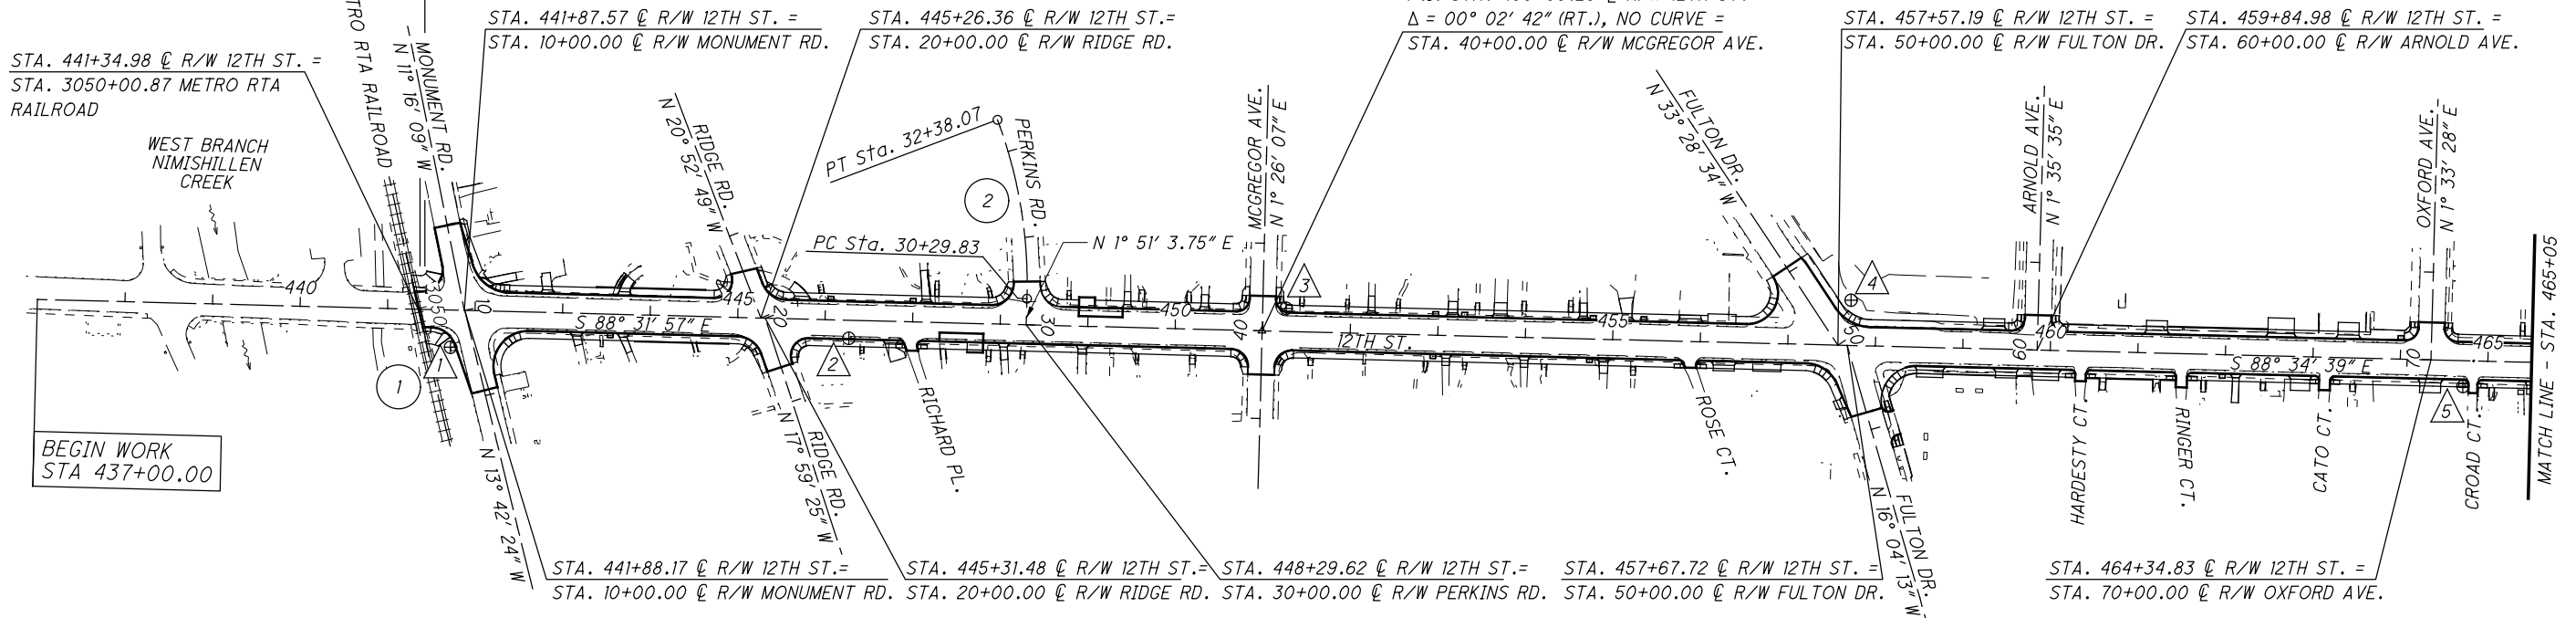 STA. 441+34.98 ℄ R/W 12TH ST. =
STA. 3050+00.87 METRO RTA
RAILROAD
STA. 441+87.57 ℄ R/W 12TH ST. =
STA. 10+00.00 ℄ R/W MONUMENT RD.
STA. 445+26.36 ℄ R/W 12TH ST.=
STA. 20+00.00 ℄ R/W RIDGE RD.
Δ = 00° 02' 42" (RT.), NO CURVE =
STA. 40+00.00 ℄ R/W MCGREGOR AVE.
STA. 457+57.19 ℄ R/W 12TH ST. =
STA. 50+00.00 ℄ R/W FULTON DR.
STA. 459+84.98 ℄ R/W 12TH ST. =
STA. 60+00.00 ℄ R/W ARNOLD AVE.
WEST BRANCH
NIMISHILLEN
CREEK
RTA RAILROAD
MONUMENT RD.
N 11° 16' 09" W
RIDGE RD.
N 20° 52' 49" W
PT Sta. 32+38.07
PERKINS RD.
2
PC Sta. 30+29.83
N 1° 51' 3.75" E
MCGREGOR AVE.
N 1° 26' 07" E
FULTON DR.
N 33° 28' 34" W
ARNOLD AVE.
N 1° 35' 35" E
OXFORD AVE.
N 1° 33' 28" E
MATCH LINE - STA. 465+05
440
3050
10
445
20
30
450
40
3
455
50
4
460
60
70
465
S 88° 31' 57" E
12TH ST.
S 88° 34' 39" E
1
1
2
5
BEGIN WORK
STA 437+00.00
N 13° 42' 24" W
RIDGE RD.
N 17° 59' 25" W
RICHARD PL.
ROSE CT.
FULTON DR.
N 16° 04' 13" W
HARDESTY CT.
RINGER CT.
CATO CT.
CROAD CT.
STA. 441+88.17 ℄ R/W 12TH ST.=
STA. 10+00.00 ℄ R/W MONUMENT RD.
STA. 445+31.48 ℄ R/W 12TH ST.=
STA. 20+00.00 ℄ R/W RIDGE RD.
STA. 448+29.62 ℄ R/W 12TH ST.=
STA. 30+00.00 ℄ R/W PERKINS RD.
STA. 457+67.72 ℄ R/W 12TH ST. =
STA. 50+00.00 ℄ R/W FULTON DR.
STA. 464+34.83 ℄ R/W 12TH ST. =
STA. 70+00.00 ℄ R/W OXFORD AVE.